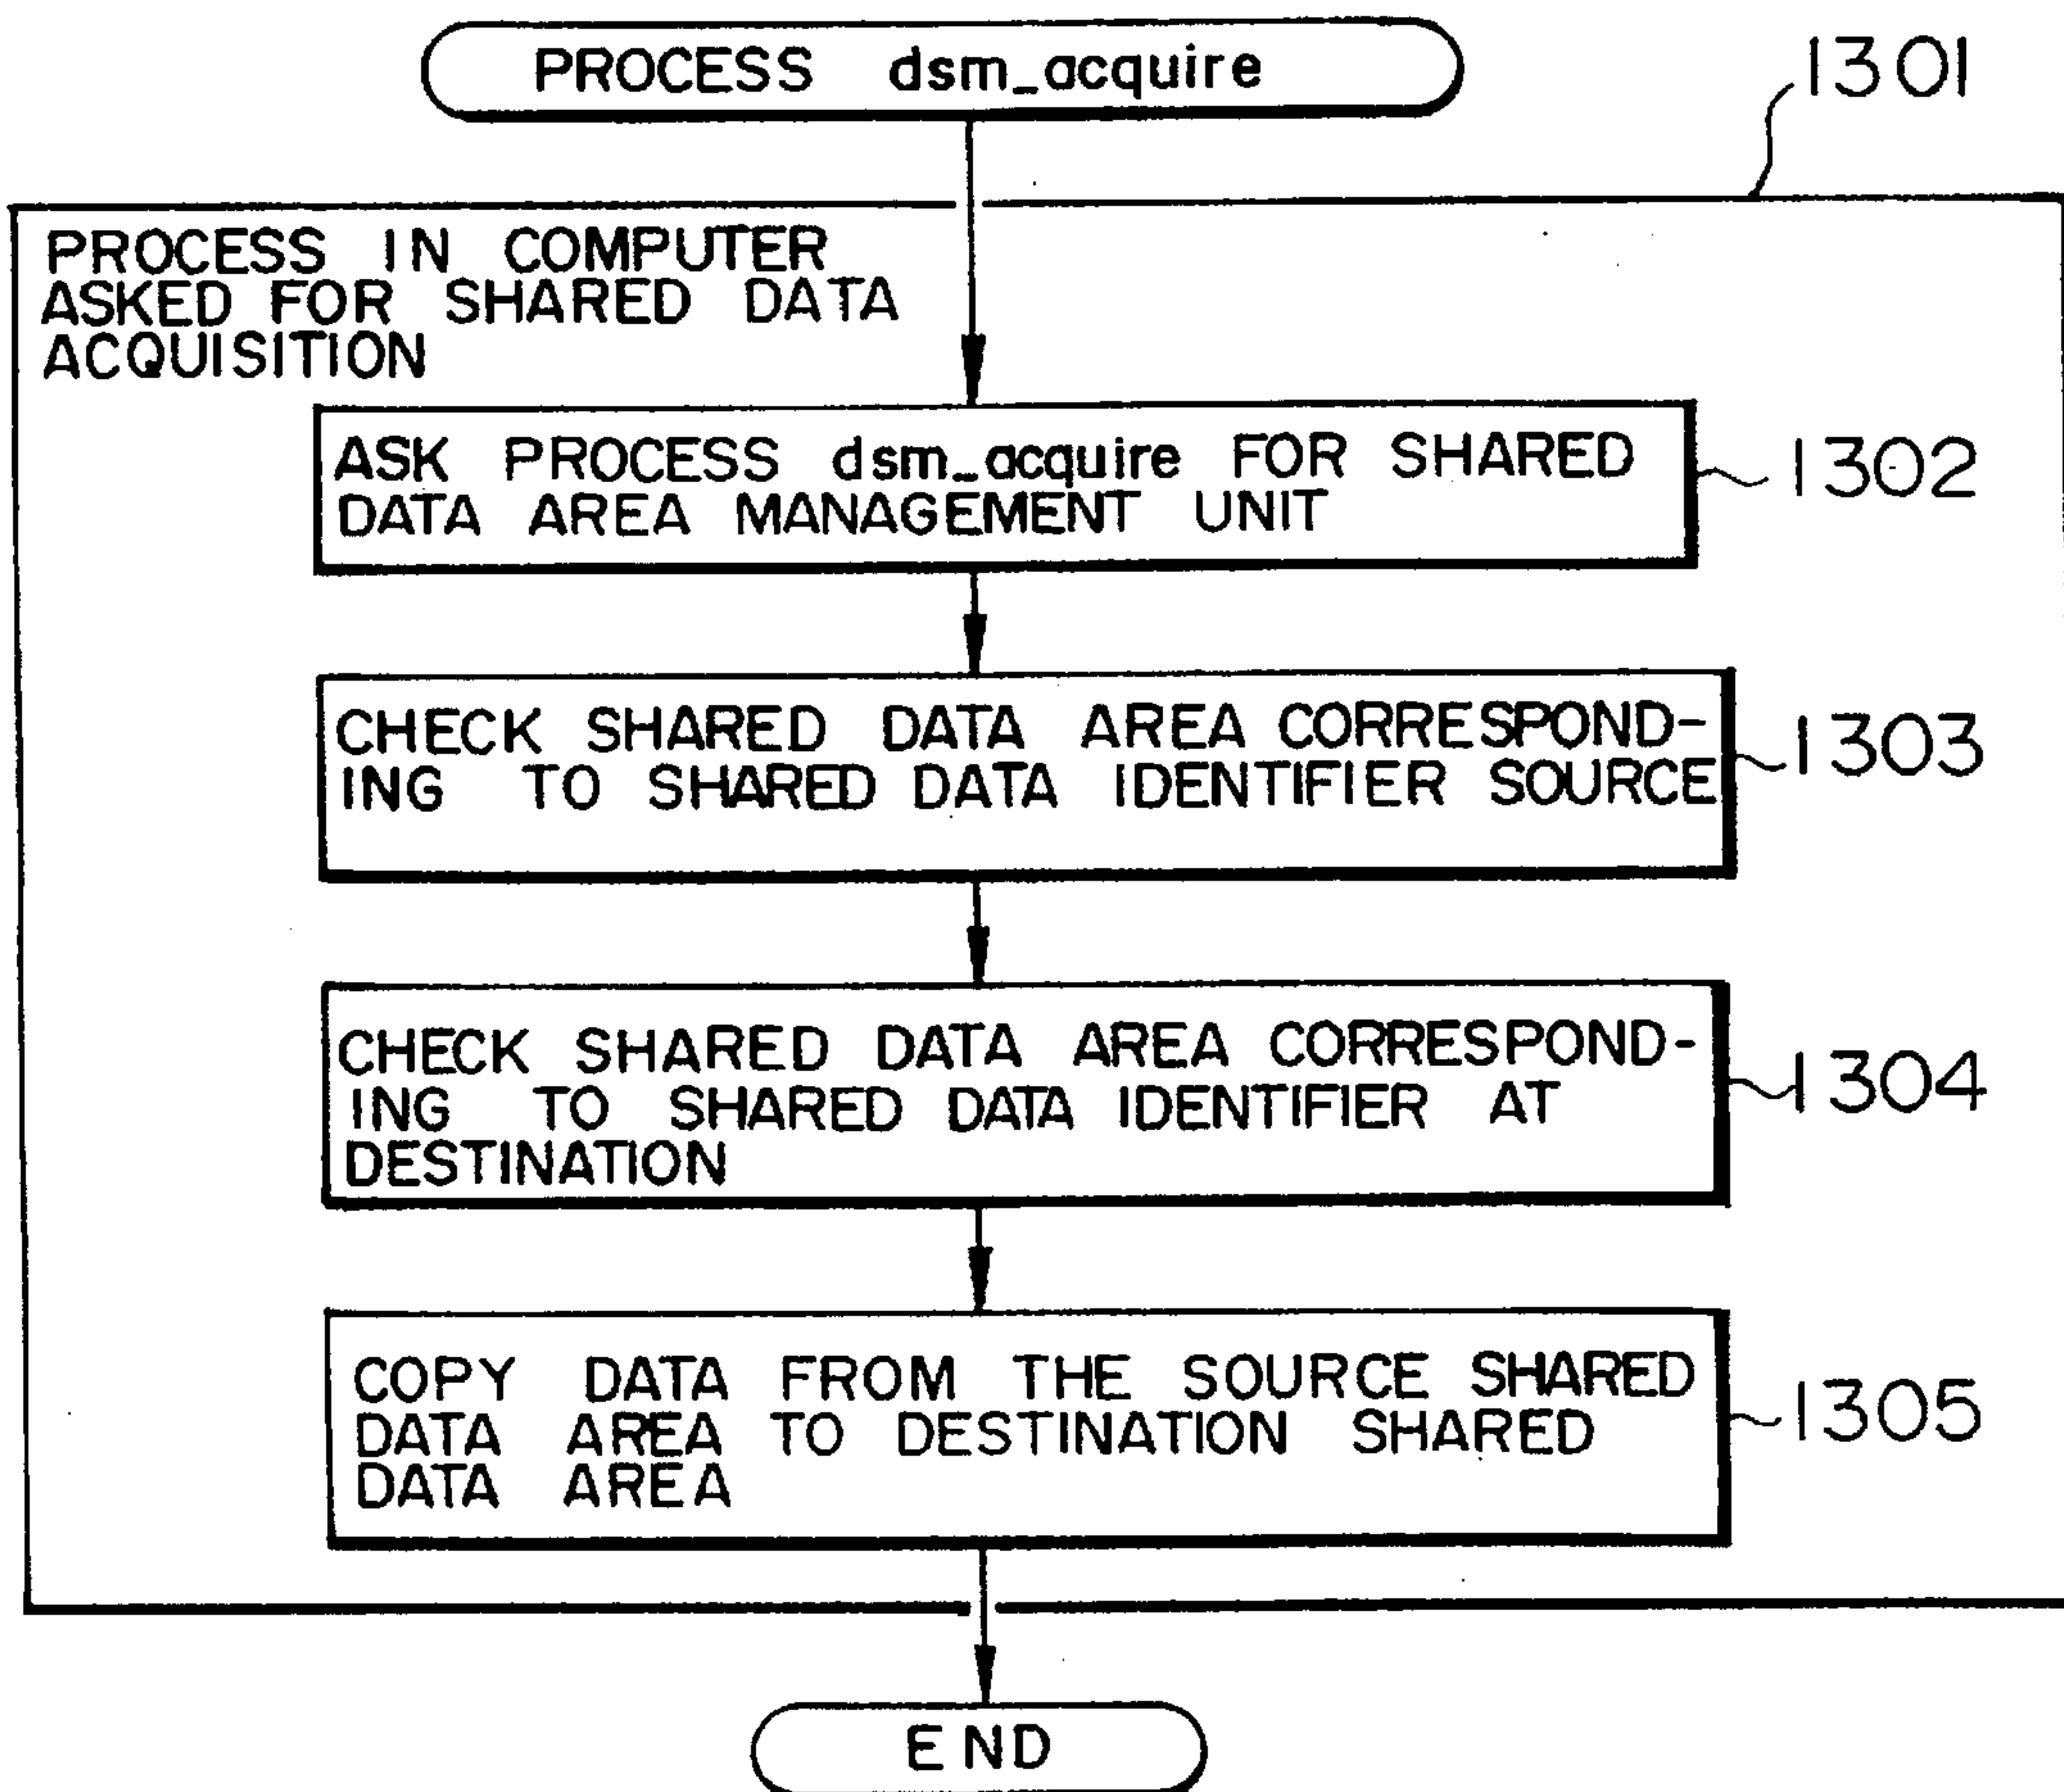 PROCESS dsm_acquire
1301
PROCESS IN COMPUTER
ASKED FOR SHARED DATA
ACQUISITION
ASK PROCESS dsm_acquire FOR SHARED
DATA AREA MANAGEMENT UNIT
1302
CHECK SHARED DATA AREA CORRESPOND-
ING TO SHARED DATA IDENTIFIER SOURCE
1303
CHECK SHARED DATA AREA CORRESPOND-
ING TO SHARED DATA IDENTIFIER AT
DESTINATION
1304
COPY DATA FROM THE SOURCE SHARED
DATA AREA TO DESTINATION SHARED
DATA AREA
1305
END